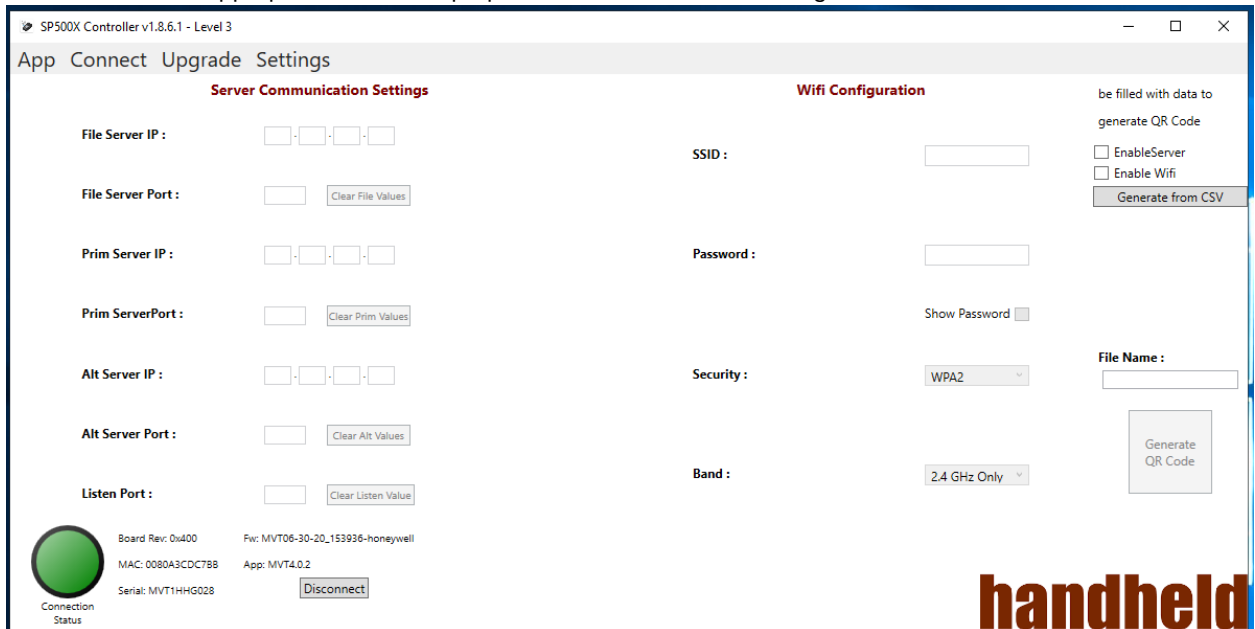 SP500X Controller v1.8.6.1 - Level 3
App Connect Upgrade Settings
Server Communication Settings
File Server IP :
File Server Port :
Clear File Values
Prim Server IP :
Prim ServerPort :
Clear Prim Values
Alt Server IP :
Alt Server Port :
Clear Alt Values
Listen Port :
Clear Listen Value
Wifi Configuration
SSID :
Password :
Show Password
Security :
WPA2
Band :
2.4 GHz Only
be filled with data to
generate QR Code
EnableServer
Enable Wifi
Generate from CSV
File Name :
Generate
QR Code
Board Rev: 0x400
Fw: MVT06-30-20_153936-honeywell
MAC: 0080A3CDC7BB
App: MVT4.0.2
Serial: MVT1HHG028
Disconnect
Connection
Status
handheld